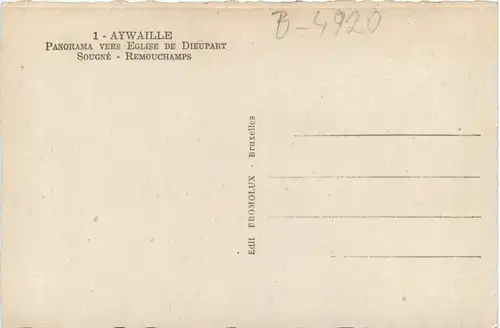 1 - AYWAILLE
PANORAMA VERS EGLISE DE DIEUPART
SOUGNÉ - REMOUCHAMPS
B-4920
Edit BROMOLUX - Bruxelles